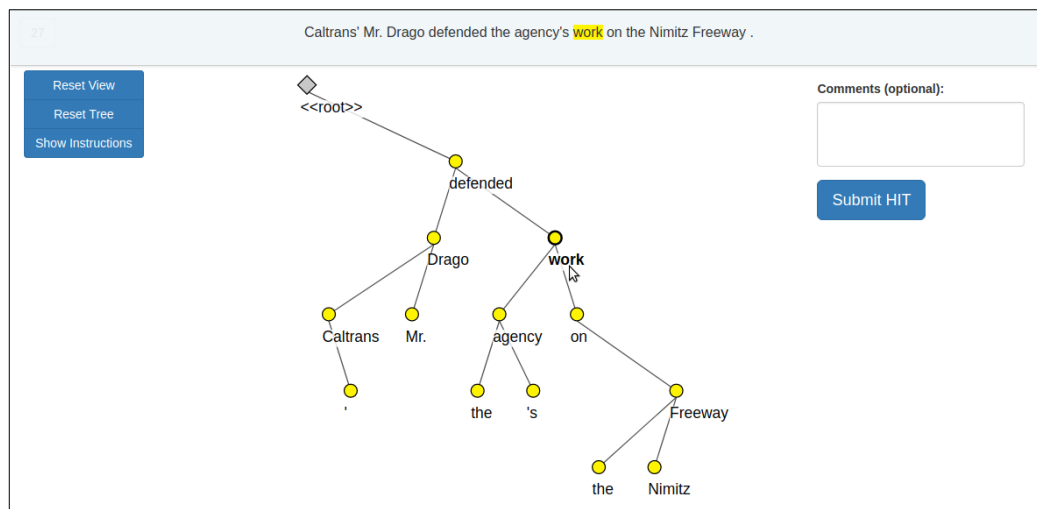 27
Caltrans' Mr. Drago defended the agency's work on the Nimitz Freeway .
Reset View
Reset Tree
Show Instructions
Comments (optional):
Submit HIT
<<root>>
defended
Drago
work
Caltrans Mr. agency on
' the 's Freeway
the Nimitz